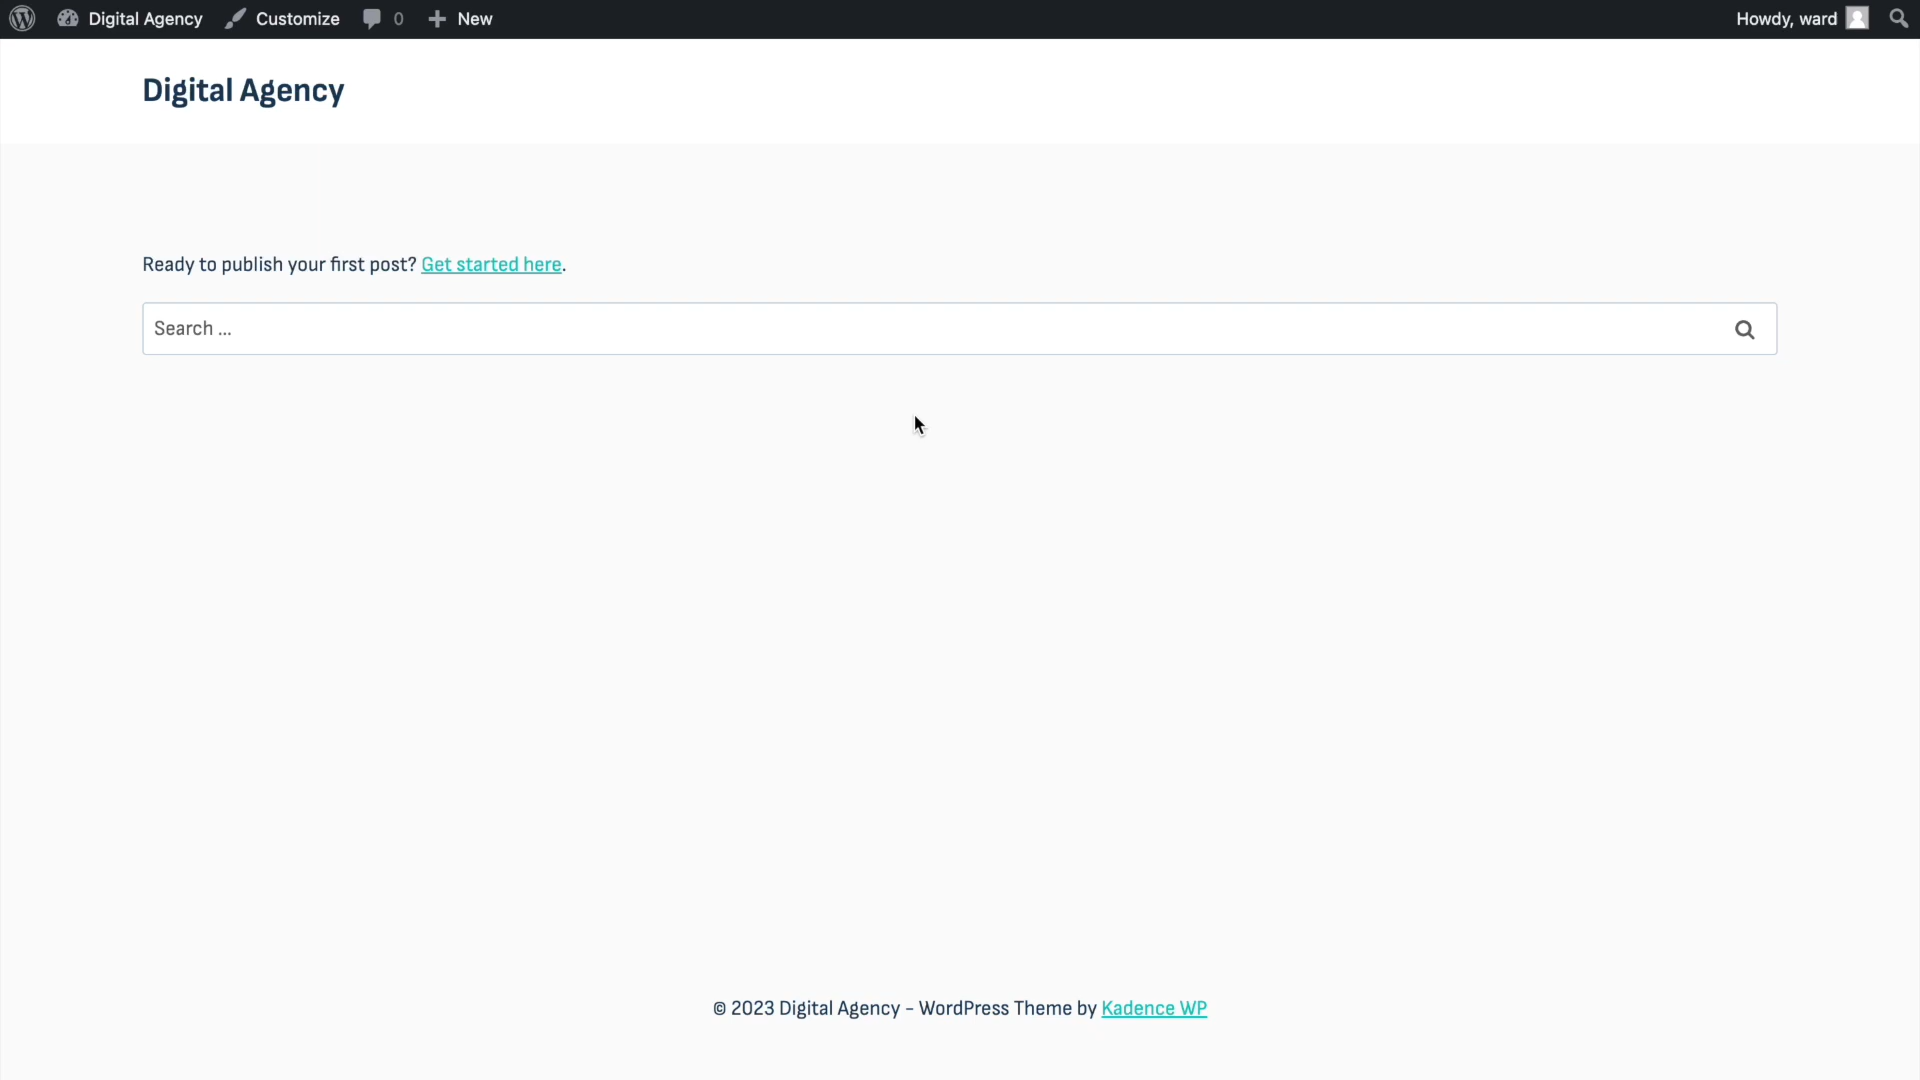 Digital Agency Customize 0 New Howdy, ward
Digital Agency
Ready to publish your first post? Get started here.
Search ...
© 2023 Digital Agency - WordPress Theme by Kadence WP